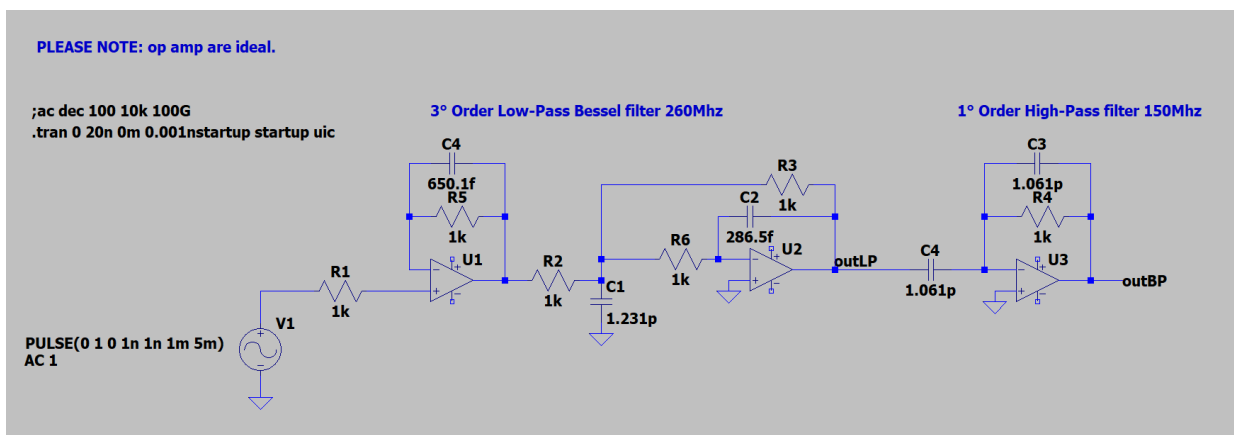 PLEASE NOTE: op amp are ideal.
;ac dec 100 10k 100G
.tran 0 20n 0m 0.001nstartup startup uic
3° Order Low-Pass Bessel filter 260Mhz
1° Order High-Pass filter 150Mhz
C4
650.1f
R5
1k
U1
R1
1k
V1
PULSE(0 1 0 1n 1n 1m 5m)
AC 1
R2
1k
C1
1.231p
R3
1k
C2
286.5f
R6
1k
U2
outLP
C4
1.061p
C3
1.061p
R4
1k
U3
outBP